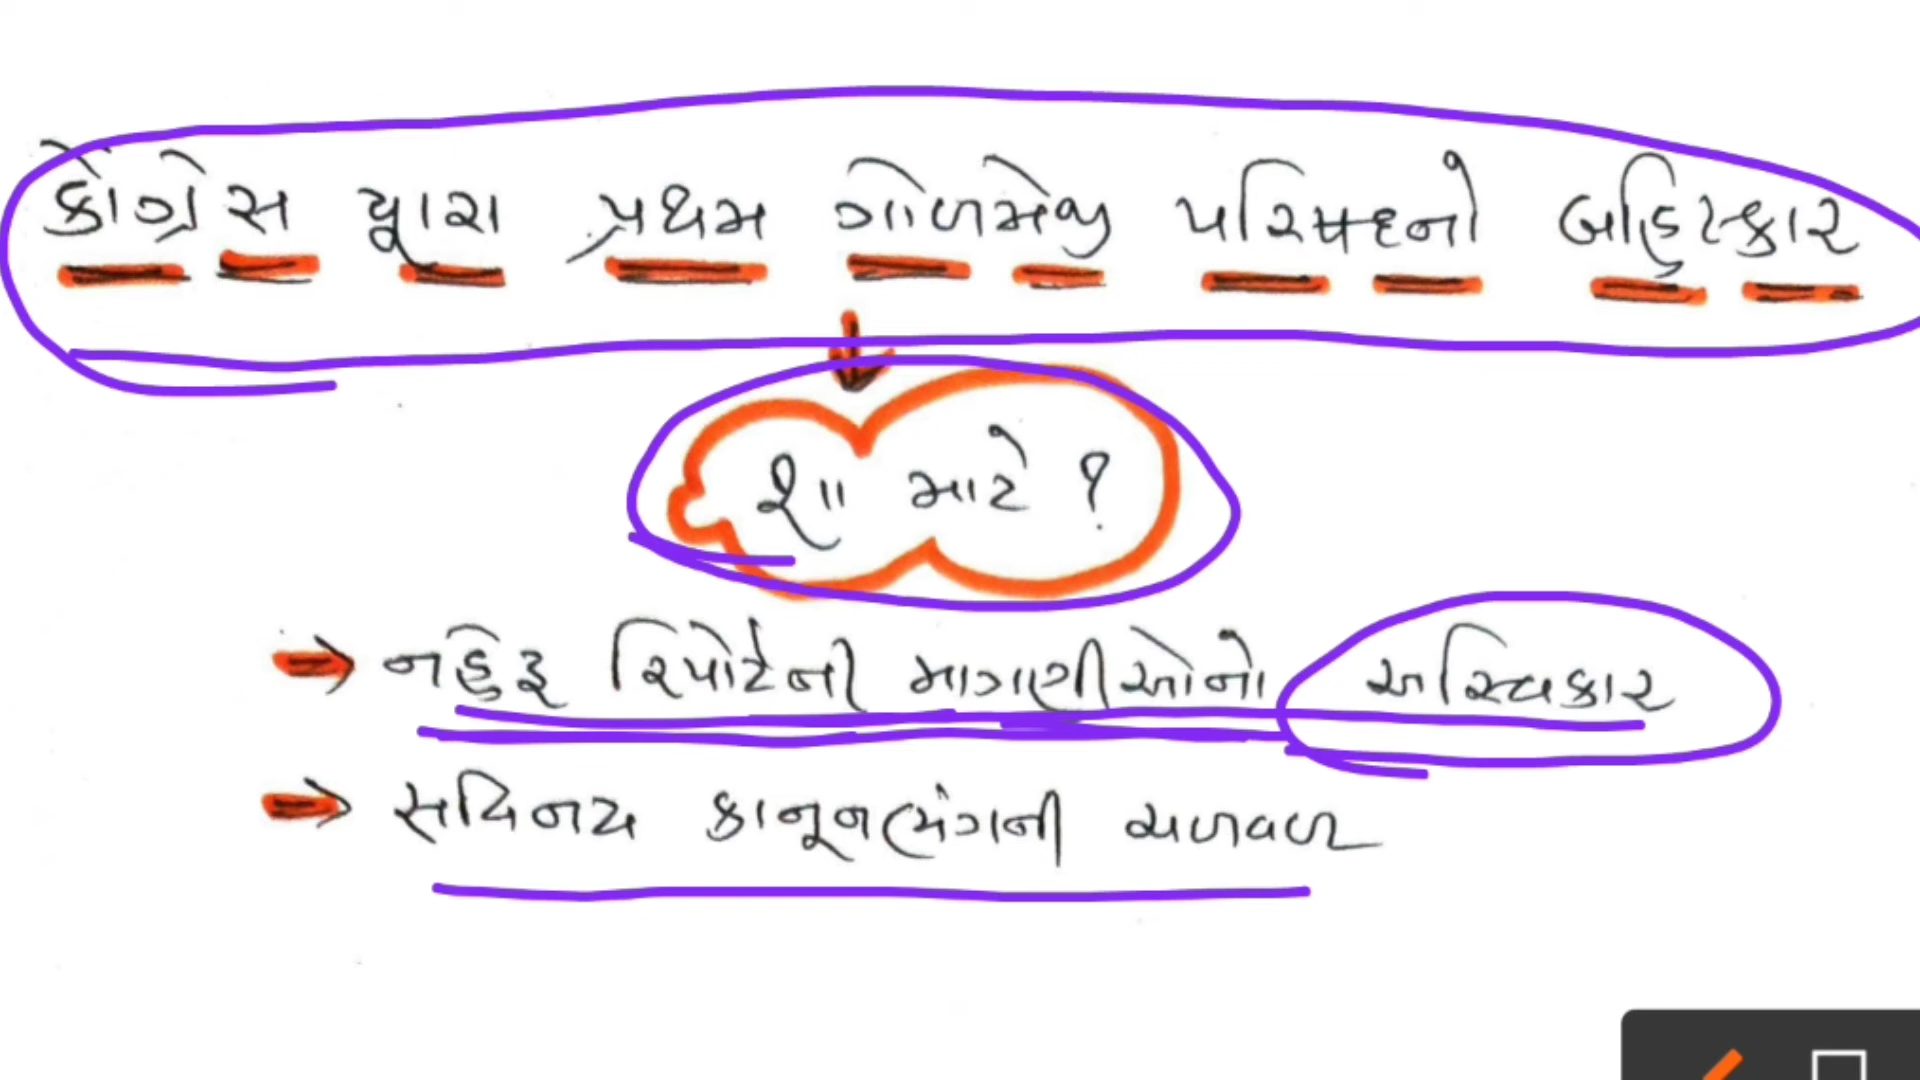 કોંગ્રેસ દ્વારા પ્રથમ ગોળમેજી પરિષદનો બહિષ્કાર
શા માટે ?
નહેરૂ રિપોર્ટની માગણીઓનો અસ્વિકાર
સવિનય કાનૂનભંગની ચળવળ